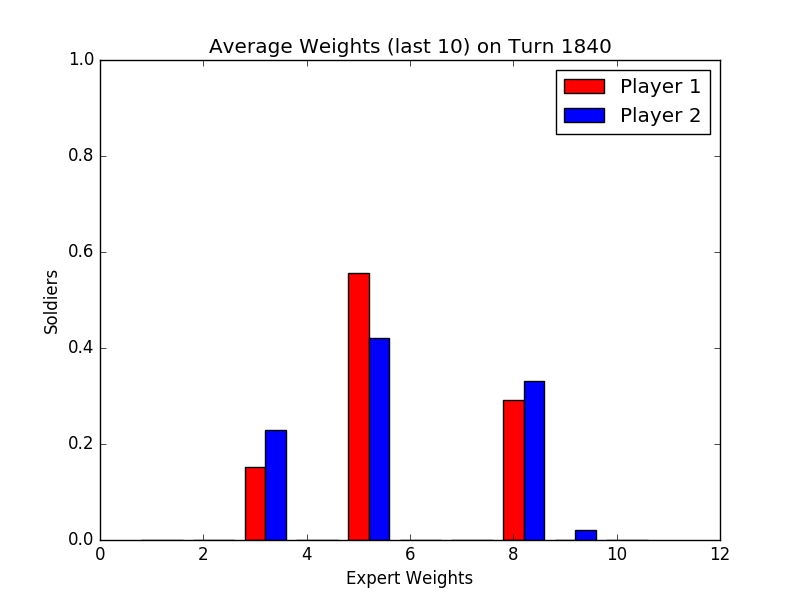 Average Weights (last 10) on Turn 1840
1.0
0.8
0.6
0.4
0.2
0.0
Soldiers
Player 1
Player 2
0 2 4 6 8 10 12
Expert Weights